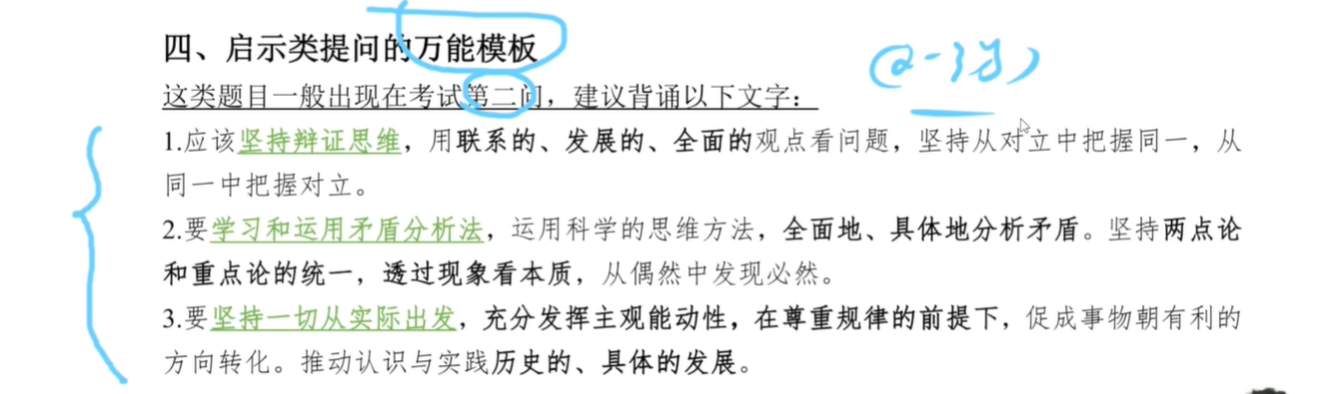 四、启示类提问的万能模板
这类题目一般出现在考试第二问，建议背诵以下文字：
1.应该坚持辩证思维，用联系的、发展的、全面的观点看问题，坚持从对立中把握同一，从
同一中把握对立。
2.要学习和运用矛盾分析法，运用科学的思维方法，全面地、具体地分析矛盾。坚持两点论
和重点论的统一，透过现象看本质，从偶然中发现必然。
3.要坚持一切从实际出发，充分发挥主观能动性，在尊重规律的前提下，促成事物朝有利的
方向转化。推动认识与实践历史的、具体的发展。